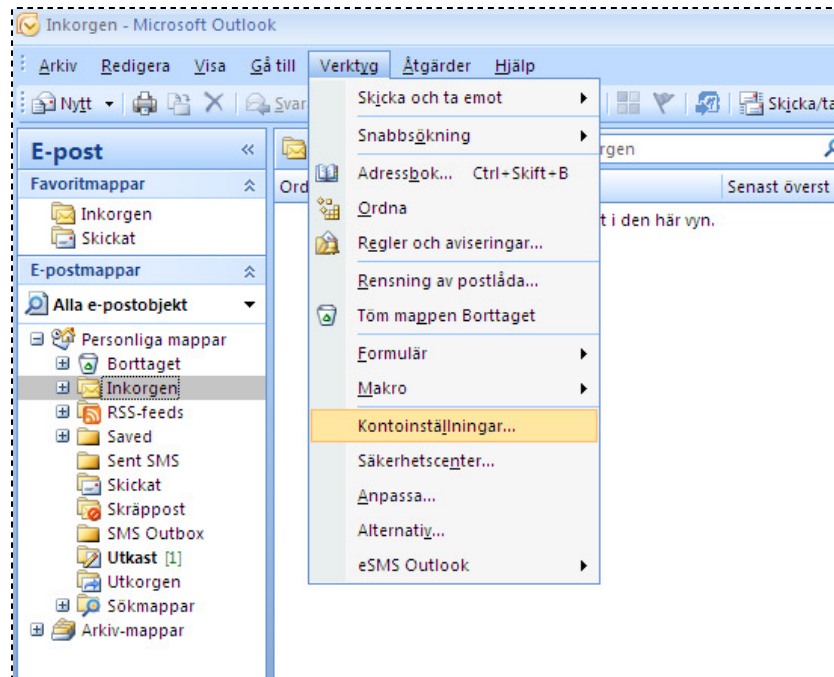 Inkorgen - Microsoft Outlook
Arkiv Redigera Visa Gå till Verktyg Åtgärder Hjälp
Nytt Svar Skicka/ta
Skicka och ta emot
Snabbsökning
Adressbok... Ctrl+Skift+B
Ordna
Regler och aviseringar...
Rensning av postlåda...
Töm mappen Borttaget
Formulär
Makro
Kontoinställningar...
Säkerhetscenter...
Anpassa...
Alternativ...
eSMS Outlook
E-post
Favoritmappar
Inkorgen
Skickat
E-postmappar
Alla e-postobjekt
Personliga mappar
Borttaget
Inkorgen
RSS-feeds
Saved
Sent SMS
Skickat
Skräppost
SMS Outbox
Utkast [1]
Utkorgen
Sökmappar
Arkiv-mappar
rgen
Ord Senast överst
t i den här vyn.